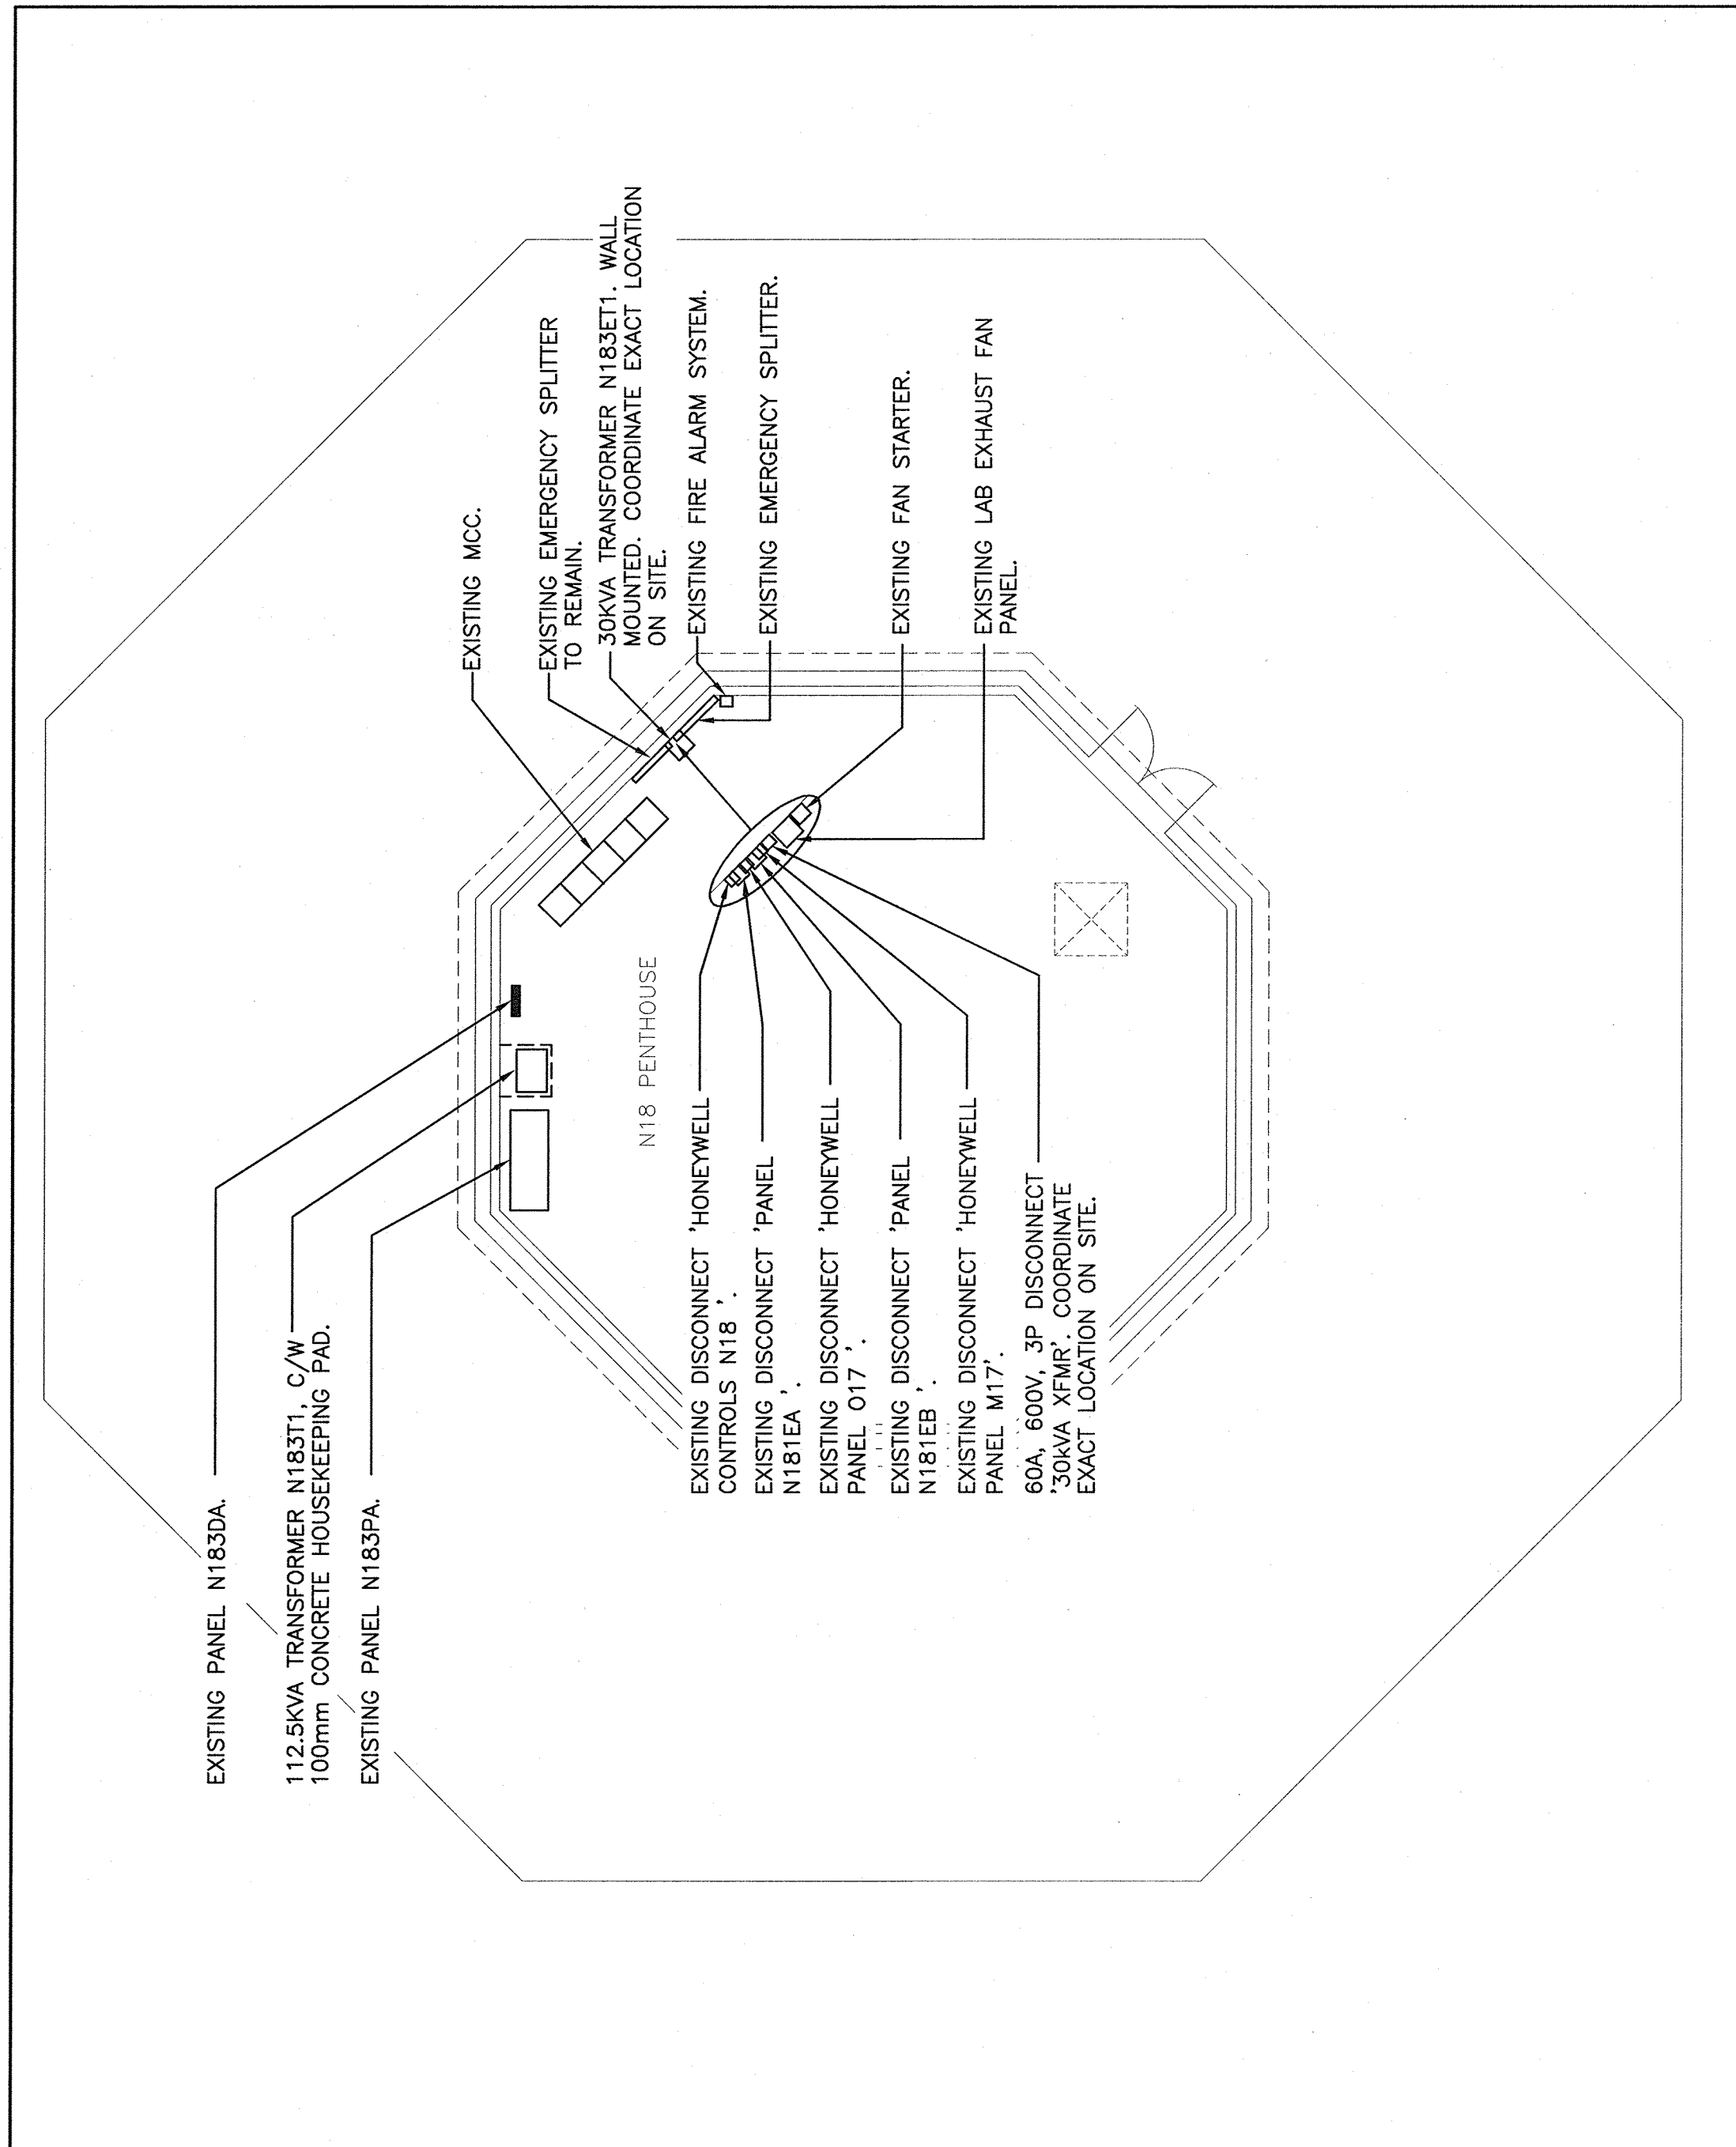 EXISTING PANEL N183DA.
112.5KVA TRANSFORMER N183T1, C/W
100mm CONCRETE HOUSEKEEPING PAD.
EXISTING PANEL N183PA.
EXISTING MCC.
EXISTING EMERGENCY SPLITTER
TO REMAIN.
30KVA TRANSFORMER N183ET1. WALL
MOUNTED. COORDINATE EXACT LOCATION
ON SITE.
EXISTING FIRE ALARM SYSTEM.
EXISTING EMERGENCY SPLITTER.
EXISTING FAN STARTER.
EXISTING LAB EXHAUST FAN
PANEL.
N18 PENTHOUSE
EXISTING DISCONNECT 'HONEYWELL
CONTROLS N18 '.
EXISTING DISCONNECT 'PANEL
N181EA '.
EXISTING DISCONNECT 'HONEYWELL
PANEL O17 '.
EXISTING DISCONNECT 'PANEL
N181EB '.
EXISTING DISCONNECT 'HONEYWELL
PANEL M17'.
60A, 600V, 3P DISCONNECT
'30kVA XFMR'. COORDINATE
EXACT LOCATION ON SITE.